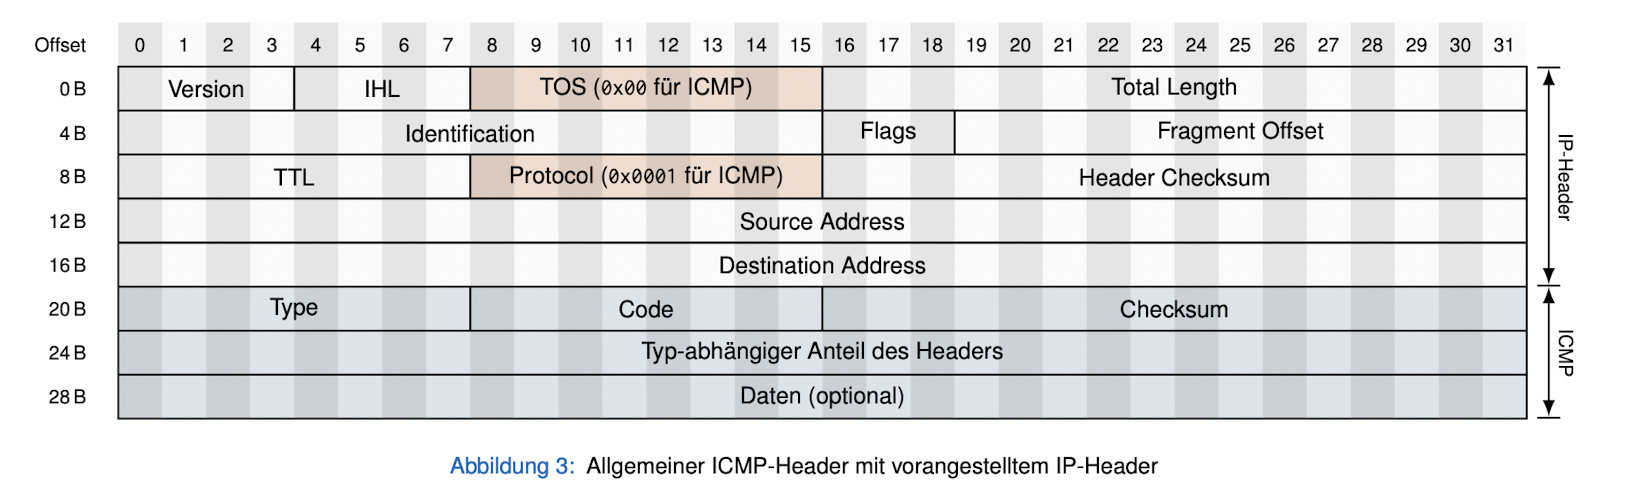 Offset 0 1 2 3 4 5 6 7 8 9 10 11 12 13 14 15 16 17 18 19 20 21 22 23 24 25 26 27 28 29 30 31
0 B Version IHL TOS (0x00 für ICMP) Total Length
4 B Identification Flags Fragment Offset
8 B TTL Protocol (0x0001 für ICMP) Header Checksum
12 B Source Address
16 B Destination Address
IP-Header
20 B Type Code Checksum
24 B Typ-abhängiger Anteil des Headers
28 B Daten (optional)
ICMP
Abbildung 3: Allgemeiner ICMP-Header mit vorangestelltem IP-Header